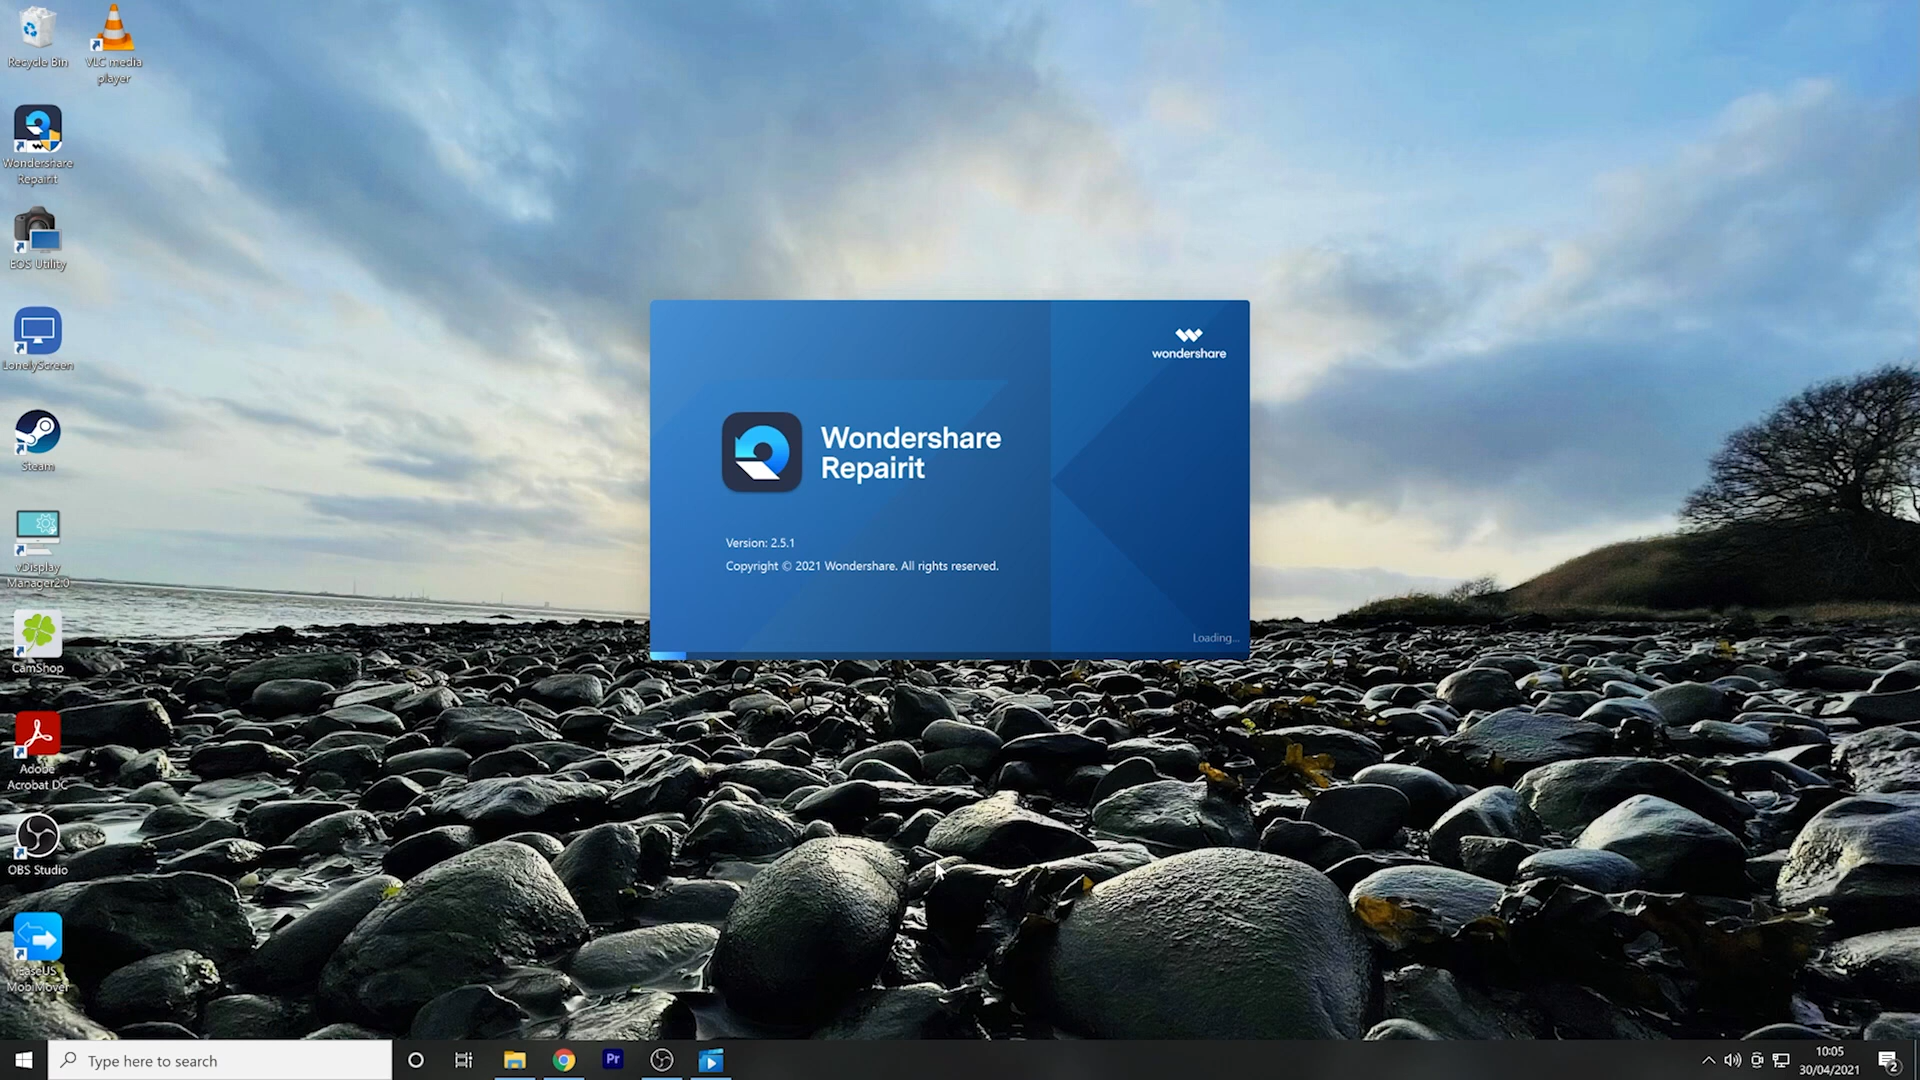 Recycle Bin
VLC media
player
Wondershare
Repairit
EOS Utility
LonelyScreen
Steam
vDisplay
Manager2.0
CamShop
Adobe
Acrobat DC
OBS Studio
EaseUS
MobiMover
wondershare
Wondershare
Repairit
Version: 2.5.1
Copyright © 2021 Wondershare. All rights reserved.
Loading...
Type here to search
Pr
10:05
30/04/2021
2